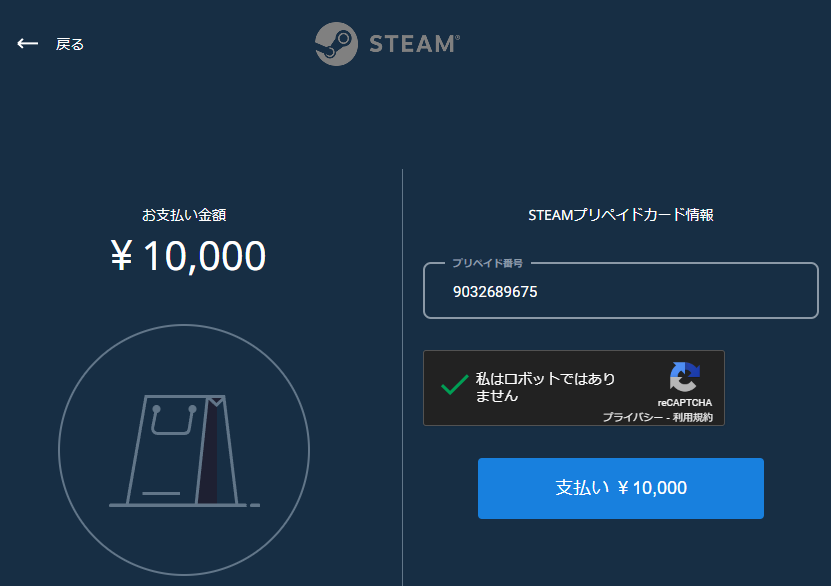 戻る
STEAM®
お支払い金額
¥10,000
STEAMプリペイドカード情報
プリペイド番号
9032689675
私はロボットではあり
ません
reCAPTCHA
プライバシー - 利用規約
支払い ¥10,000